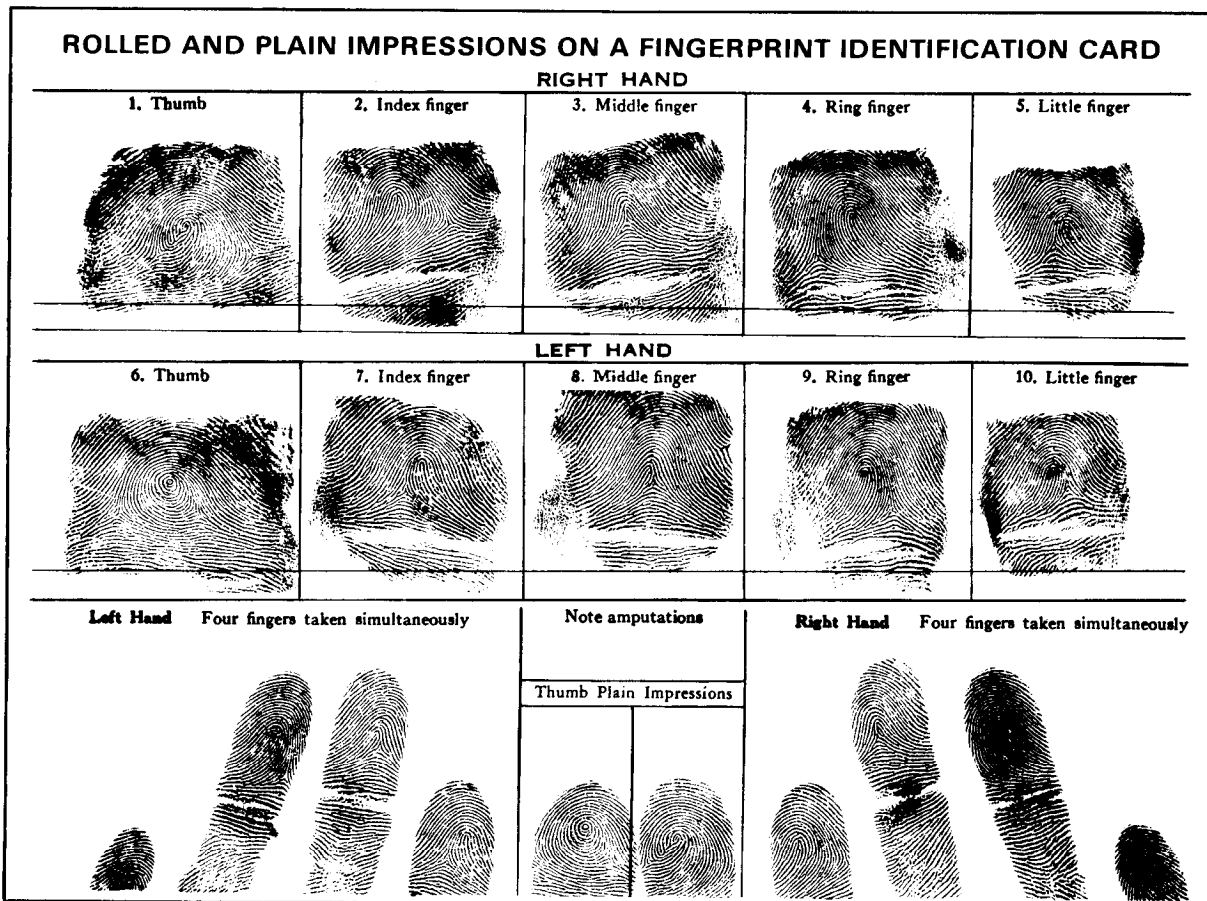 ROLLED AND PLAIN IMPRESSIONS ON A FINGERPRINT IDENTIFICATION CARD
RIGHT HAND
1. Thumb 2. Index finger 3. Middle finger 4. Ring finger 5. Little finger
LEFT HAND
6. Thumb 7. Index finger 8. Middle finger 9. Ring finger 10. Little finger
Left Hand Four fingers taken simultaneously Note amputations Right Hand Four fingers taken simultaneously
Thumb Plain Impressions